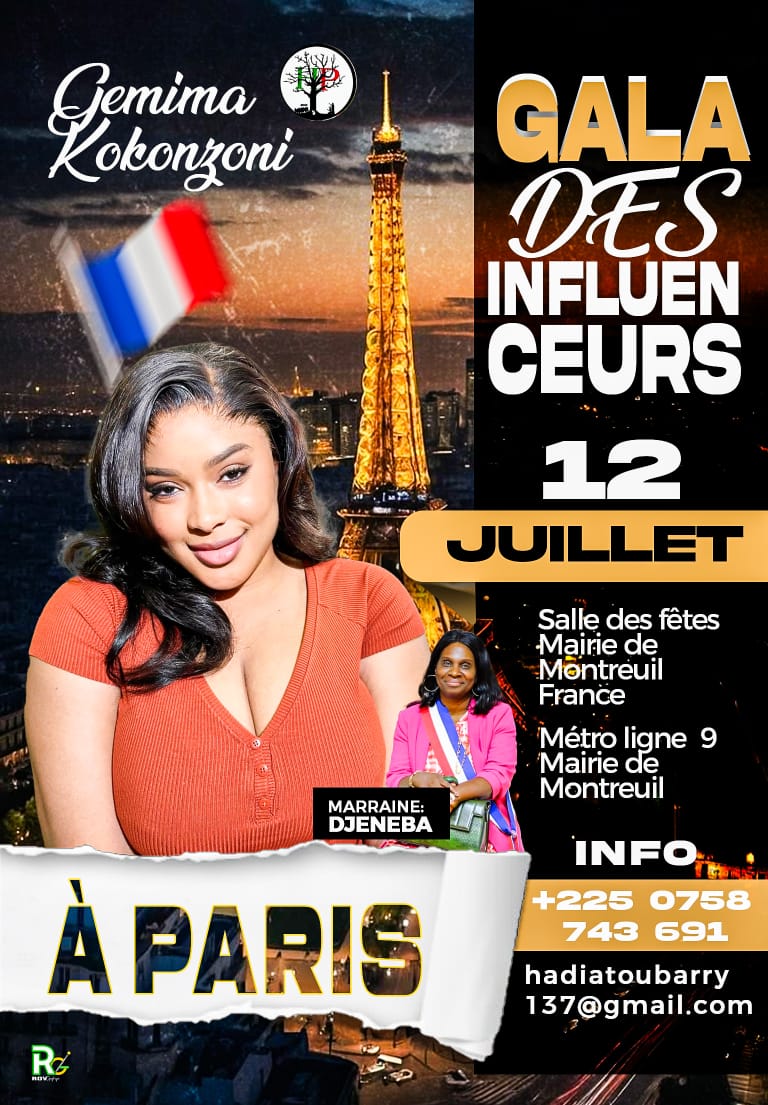 Gemima
Kokonzoni
HP
GALA
DES
INFLUEN
CEURS
12
JUILLET
Salle des fêtes
Mairie de
Montreuil
France
Métro ligne 9
Mairie de
Montreuil
MARRAINE:
DJENEBA
INFO
+225 0758
743 691
hadiatoubarry
137@gmail.com
À PARIS